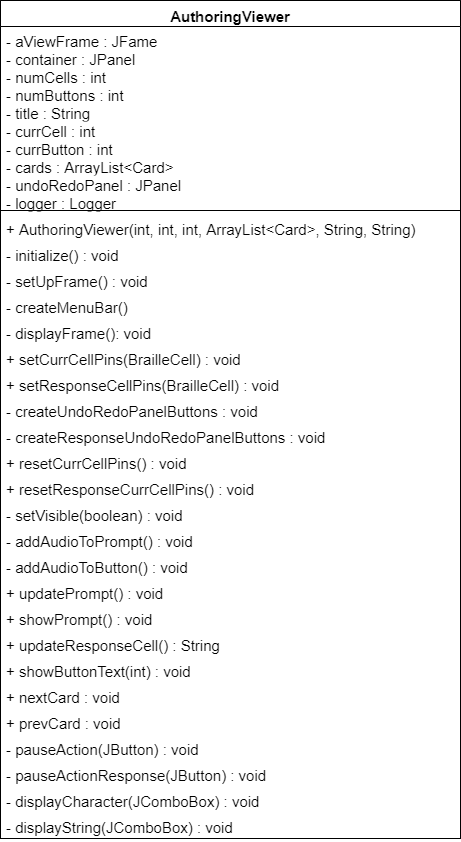 AuthoringViewer
- aViewFrame : JFame
- container : JPanel
- numCells : int
- numButtons : int
- title : String
- currCell : int
- currButton : int
- cards : ArrayList<Card>
- undoRedoPanel : JPanel
- logger : Logger
+ AuthoringViewer(int, int, int, ArrayList<Card>, String, String)
- initialize() : void
- setUpFrame() : void
- createMenuBar()
- displayFrame(): void
+ setCurrCellPins(BrailleCell) : void
+ setResponseCellPins(BrailleCell) : void
- createUndoRedoPanelButtons : void
- createResponseUndoRedoPanelButtons : void
+ resetCurrCellPins() : void
+ resetResponseCurrCellPins() : void
- setVisible(boolean) : void
- addAudioToPrompt() : void
- addAudioToButton() : void
+ updatePrompt() : void
+ showPrompt() : void
+ updateResponseCell() : String
+ showButtonText(int) : void
+ nextCard : void
+ prevCard : void
- pauseAction(JButton) : void
- pauseActionResponse(JButton) : void
- displayCharacter(JComboBox) : void
- displayString(JComboBox) : void